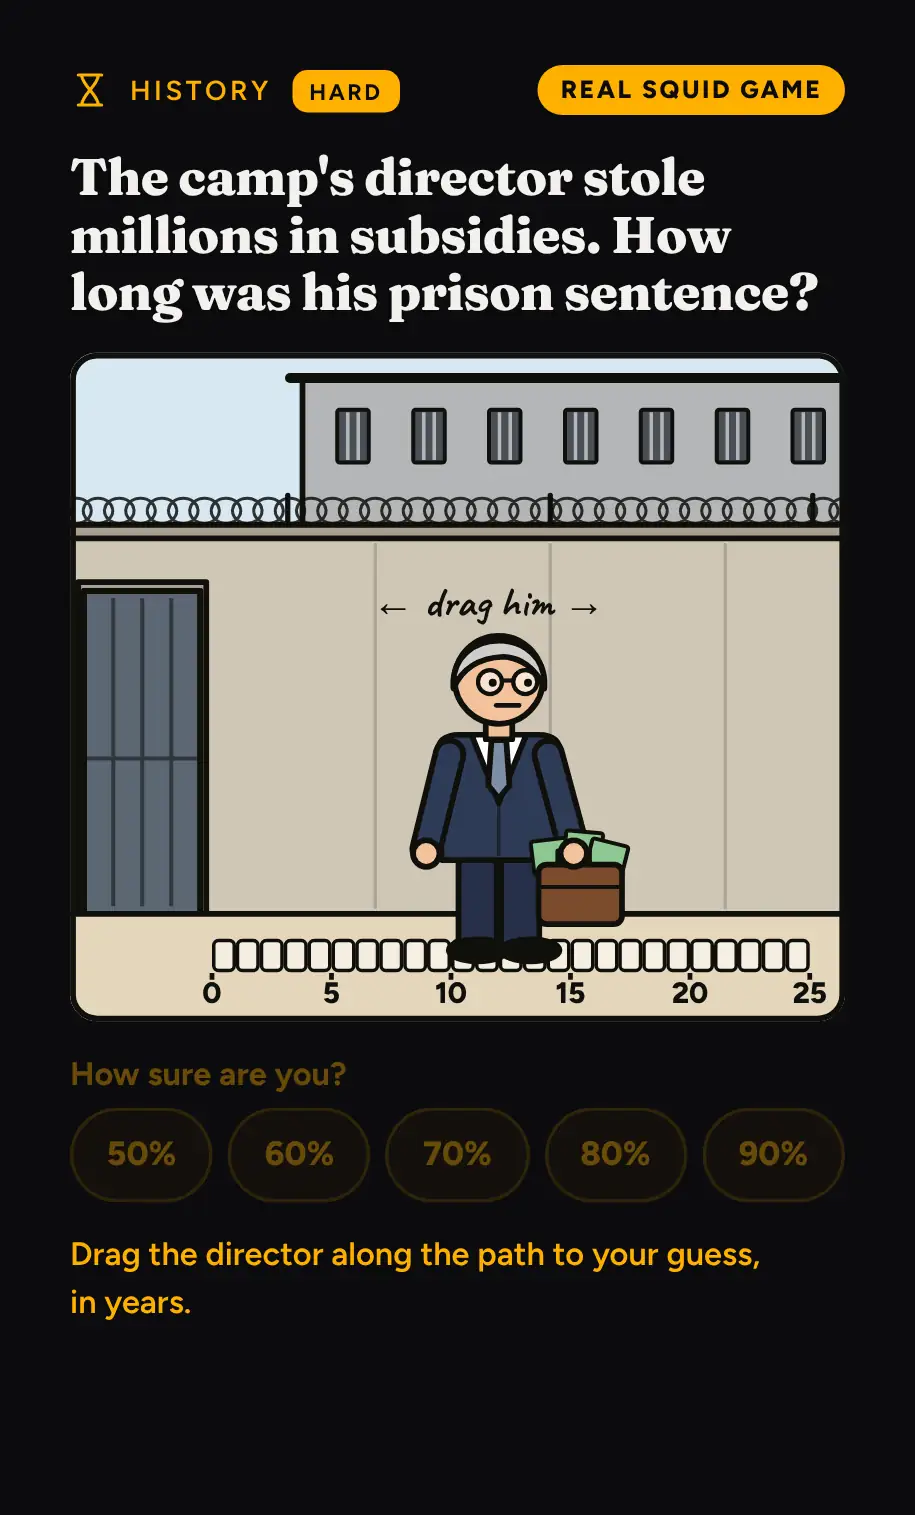 HISTORY HARD REAL SQUID GAME
The camp's director stole
millions in subsidies. How
long was his prison sentence?
← drag him →
0 5 10 15 20 25
How sure are you?
50% 60% 70% 80% 90%
Drag the director along the path to your guess,
in years.